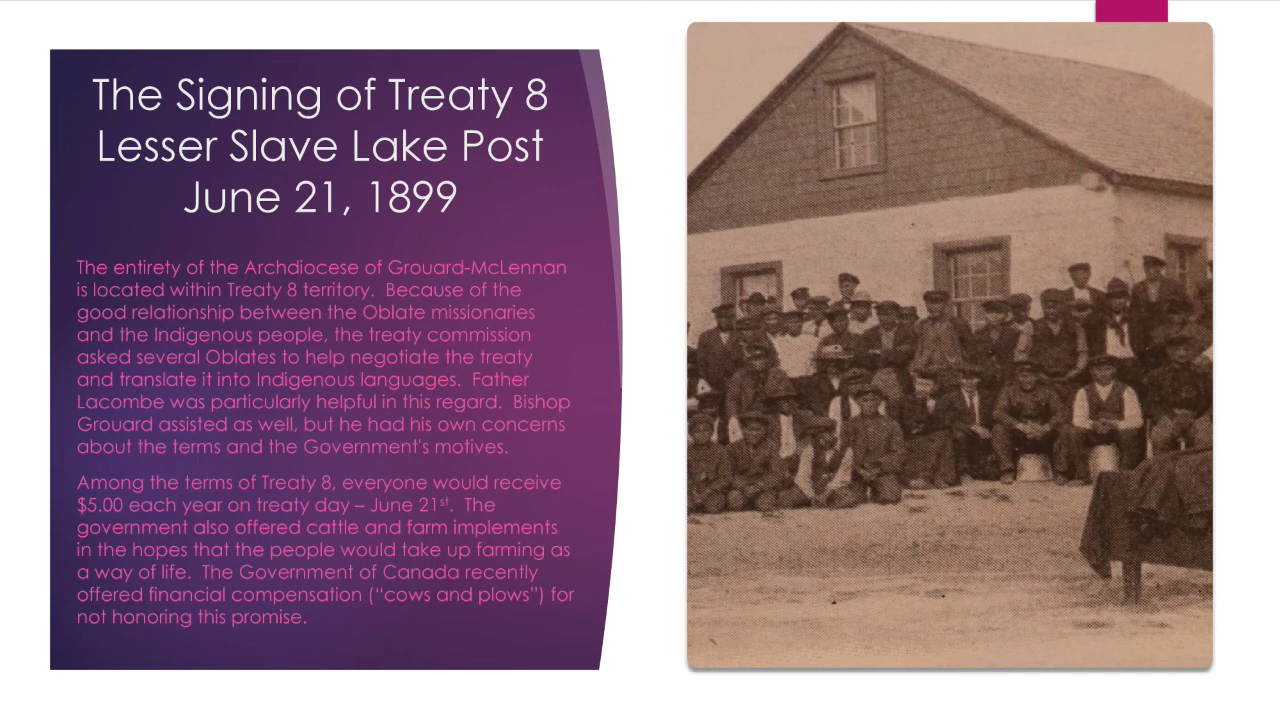 The Signing of Treaty 8
Lesser Slave Lake Post
June 21, 1899
The entirety of the Archdiocese of Grouard-McLennan
is located within Treaty 8 territory.  Because of the
good relationship between the Oblate missionaries
and the Indigenous people, the treaty commission
asked several Oblates to help negotiate the treaty
and translate it into Indigenous languages.  Father
Lacombe was particularly helpful in this regard.  Bishop
Grouard assisted as well, but he had his own concerns
about the terms and the Government's motives.
Among the terms of Treaty 8, everyone would receive
$5.00 each year on treaty day – June 21st.  The
government also offered cattle and farm implements
in the hopes that the people would take up farming as
a way of life.  The Government of Canada recently
offered financial compensation (“cows and plows”) for
not honoring this promise.